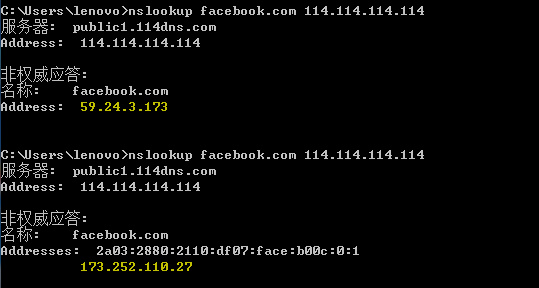 C:\Users\lenovo>nslookup facebook.com 114.114.114.114
服务器:  public1.114dns.com
Address:  114.114.114.114
非权威应答:
名称:    facebook.com
Address:  59.24.3.173
C:\Users\lenovo>nslookup facebook.com 114.114.114.114
服务器:  public1.114dns.com
Address:  114.114.114.114
非权威应答:
名称:    facebook.com
Addresses:  2a03:2880:2110:df07:face:b00c:0:1
173.252.110.27